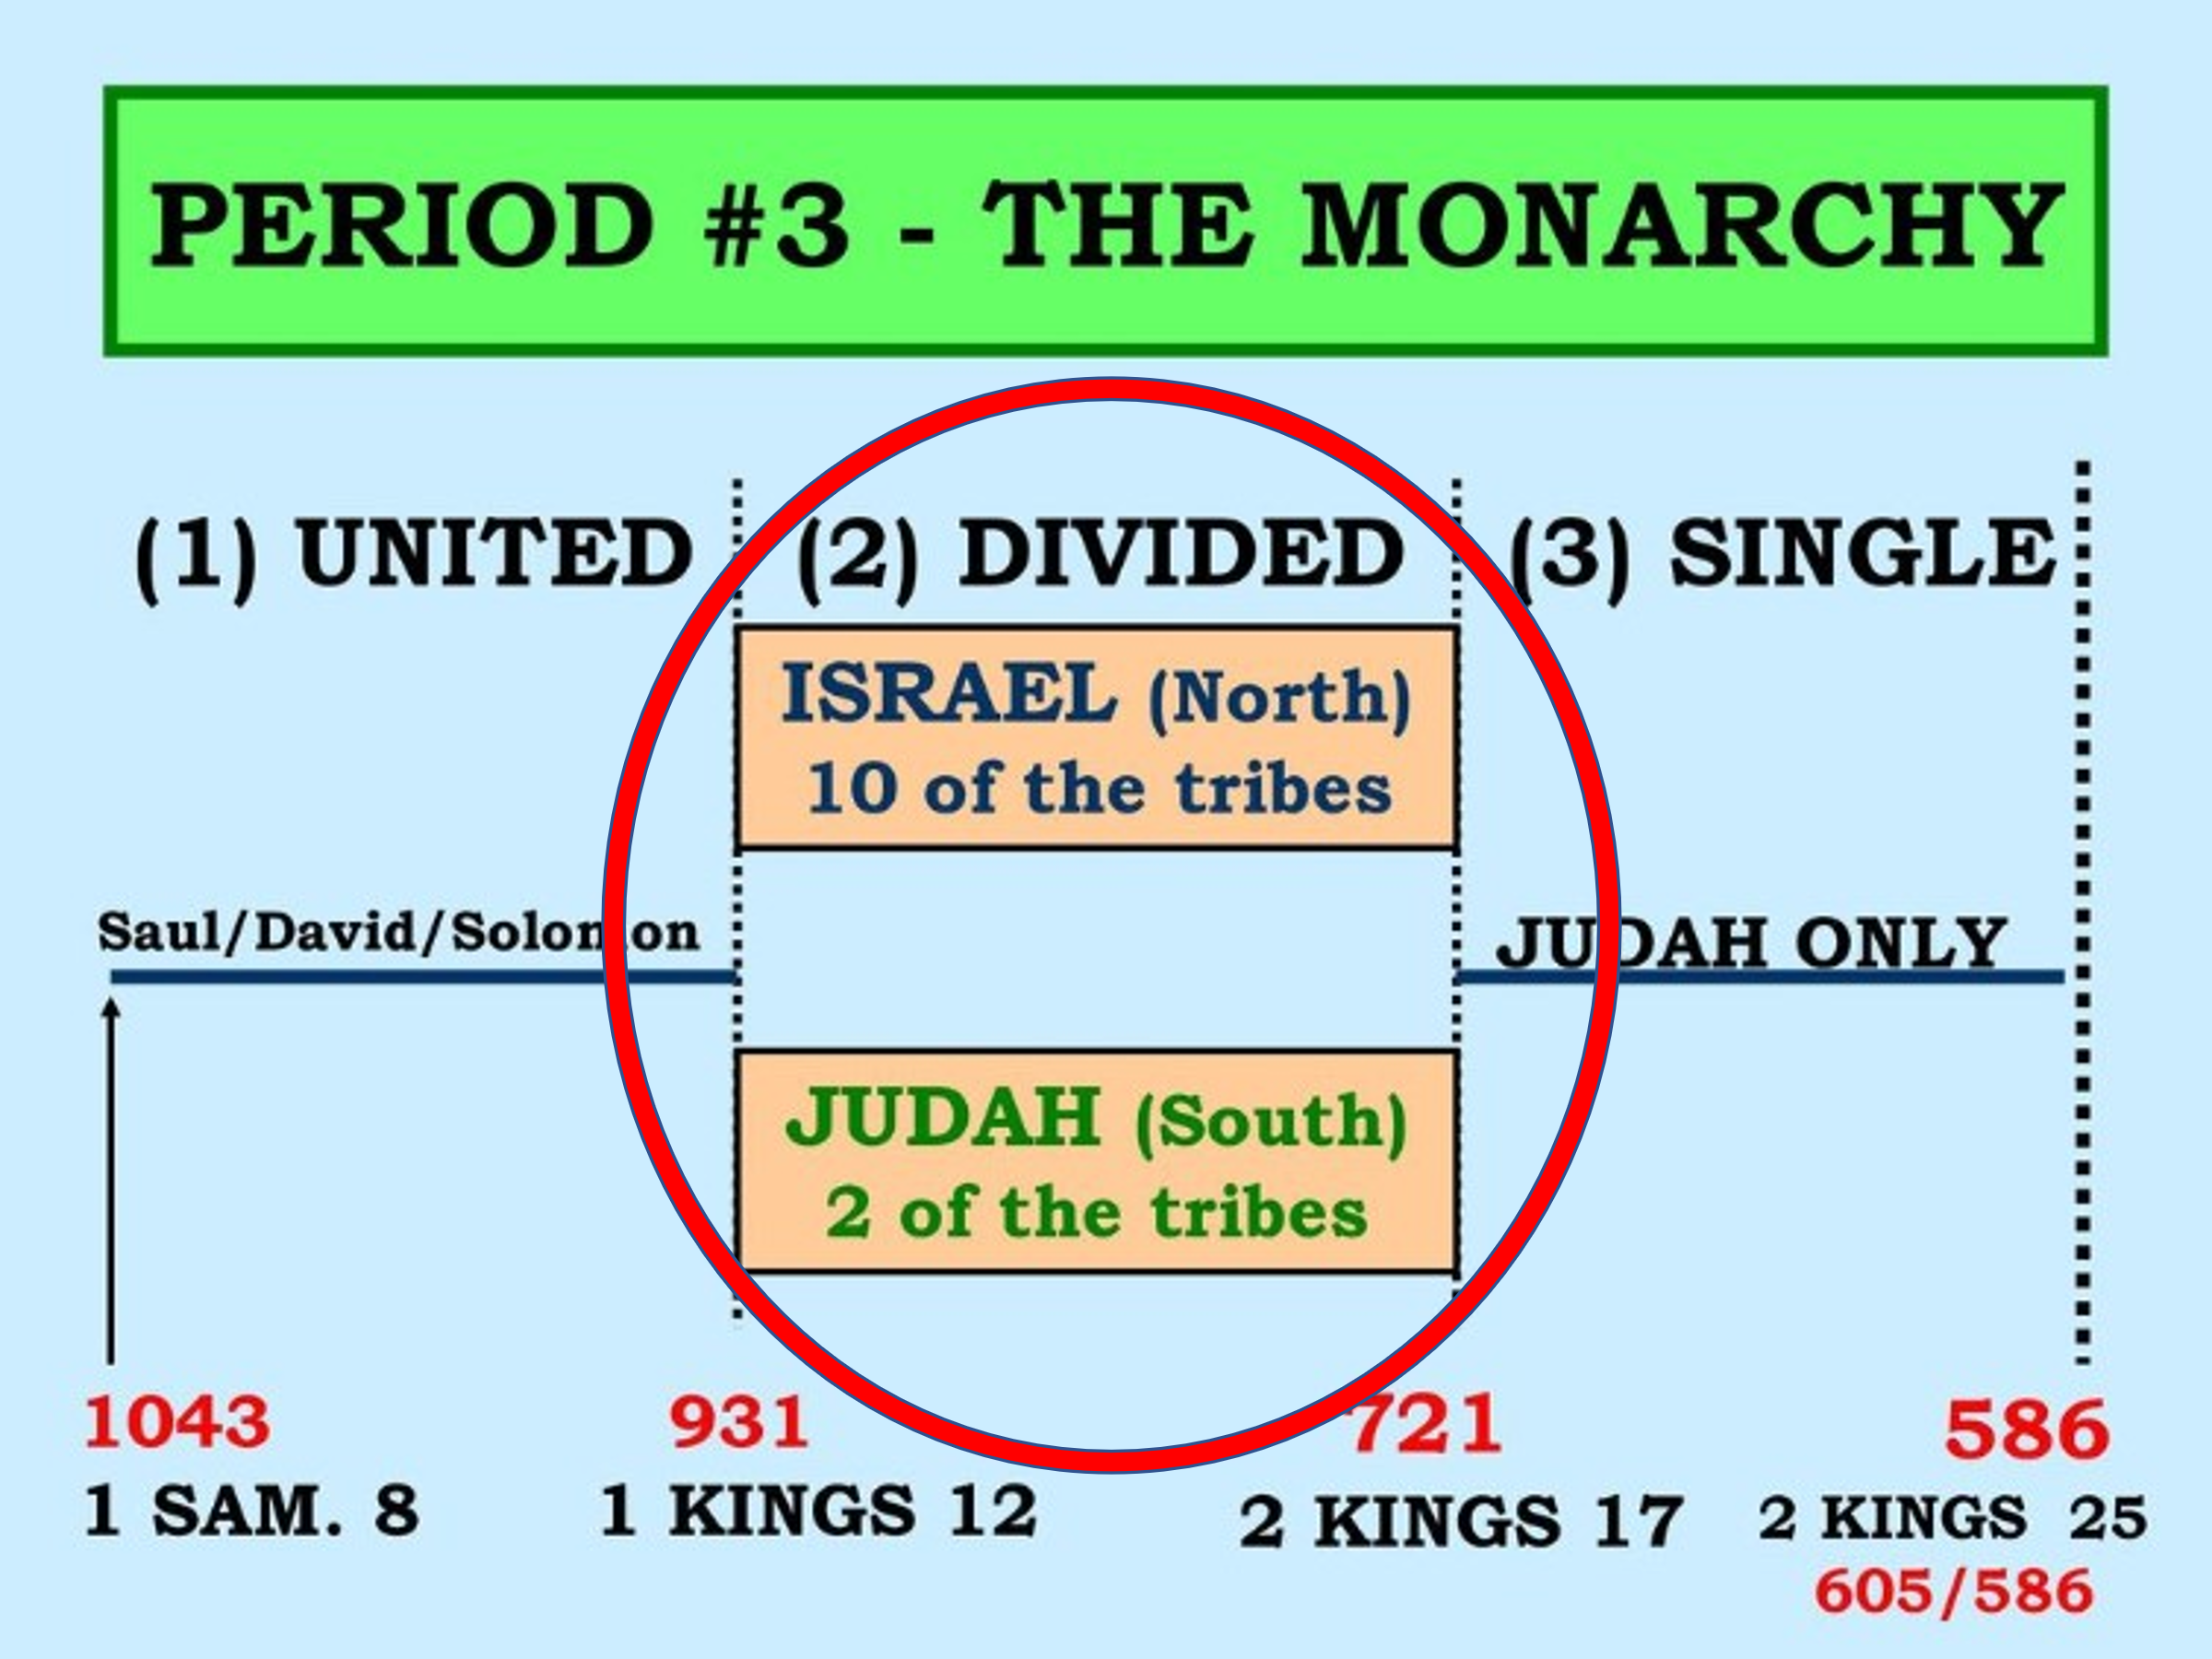 PERIOD #3 - THE MONARCHY
(1) UNITED (2) DIVIDED (3) SINGLE
ISRAEL (North)
10 of the tribes
Saul/David/Solomon
JUDAH ONLY
JUDAH (South)
2 of the tribes
1043 931 721 586
1 SAM. 8 1 KINGS 12 2 KINGS 17 2 KINGS 25
605/586